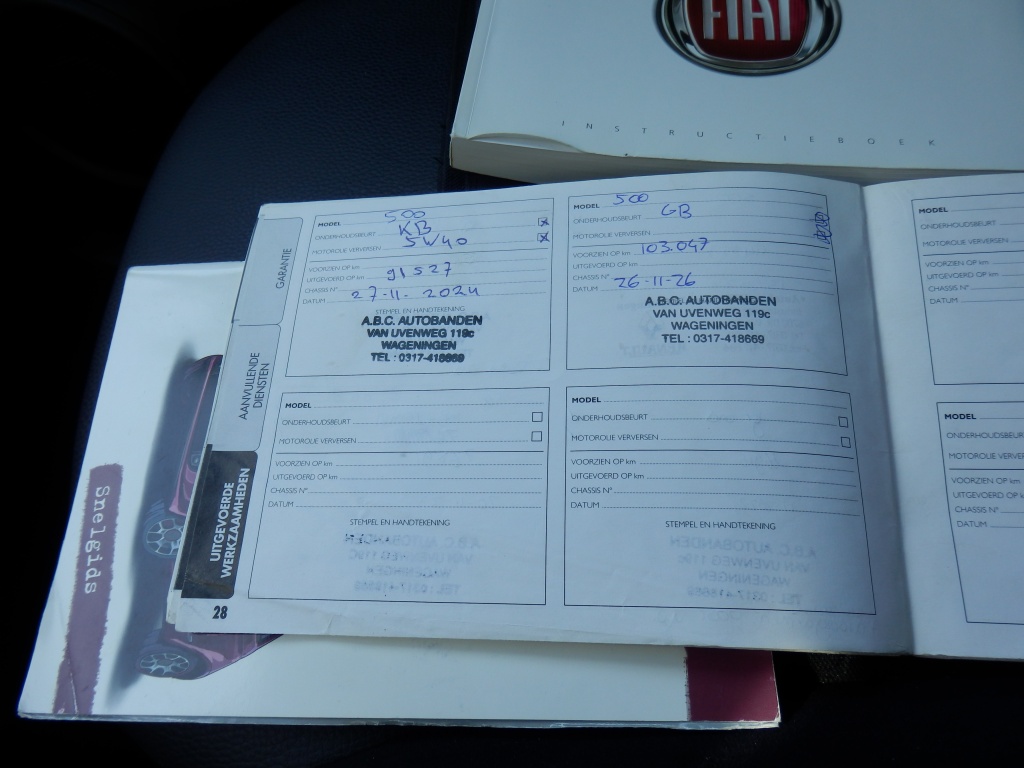 FIAT
INSTRUCTIEBOEK
GARANTIE
AANVULLENDE
DIENSTEN
UITGEVOERDE
WERKZAAMHEDEN
28
Snelgids
MODEL 500
ONDERHOUDSBEURT KB
MOTOROLIE VERVERSEN 5W40
VOORZIEN OP km
UITGEVOERD OP km 91527
CHASSIS N°
DATUM 27-11-2024
STEMPEL EN HANDTEKENING
A.B.C. AUTOBANDEN
VAN UVENWEG 119c
WAGENINGEN
TEL : 0317-418669
MODEL 500
ONDERHOUDSBEURT GB
MOTOROLIE VERVERSEN
VOORZIEN OP km 103.047
UITGEVOERD OP km
CHASSIS N° 26-11-26
DATUM
A.B.C. AUTOBANDEN
VAN UVENWEG 119c
WAGENINGEN
TEL : 0317-418669
MODEL
ONDERHOUDSBEURT
MOTOROLIE VERVERSEN
VOORZIEN OP km
UITGEVOERD OP km
CHASSIS N°
DATUM
STEMPEL EN HANDTEKENING
MODEL
ONDERHOUDSBEURT
MOTOROLIE VERVERSEN
VOORZIEN OP km
UITGEVOERD OP km
CHASSIS N°
DATUM
STEMPEL EN HANDTEKENING
MODEL
ONDERHOUDSBEURT
MOTOROLIE VERVERSEN
VOORZIEN OP km
UITGEVOERD OP km
CHASSIS N°
DATUM
MODEL
ONDERHOUDSBEUR
MOTOROLIE VERVER
VOORZIEN OP km
UITGEVOERD OP k
CHASSIS N°
DATUM